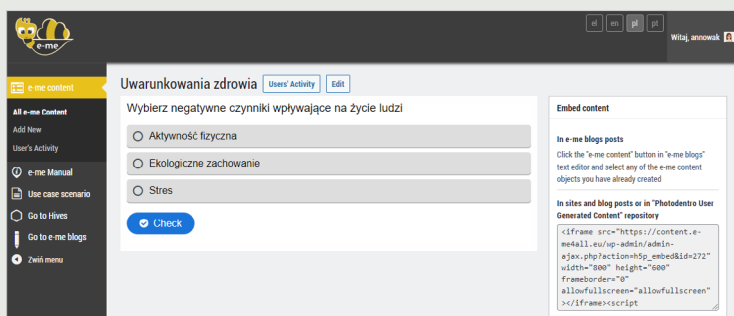 e-me
el en pl pt
Witaj, annowak
e-me content
All e-me Content
Add New
User's Activity
e-me Manual
Use case scenario
Go to Hives
Go to e-me blogs
Zwiń menu
Uwarunkowania zdrowia Users' Activity Edit
Wybierz negatywne czynniki wpływające na życie ludzi
Aktywność fizyczna
Ekologiczne zachowanie
Stres
Check
Embed content
In e-me blogs posts
Click the "e-me content" button in "e-me blogs"
text editor and select any of the e-me content
objects you have already created
In sites and blog posts or in "Photodentro User
Generated Content" repository
<iframe src="https://content.e-
me4all.eu/wp-admin/admin-
ajax.php?action=h5p_embed&id=272"
width="800" height="600"
frameborder="0"
allowfullscreen="allowfullscreen"
></iframe><script